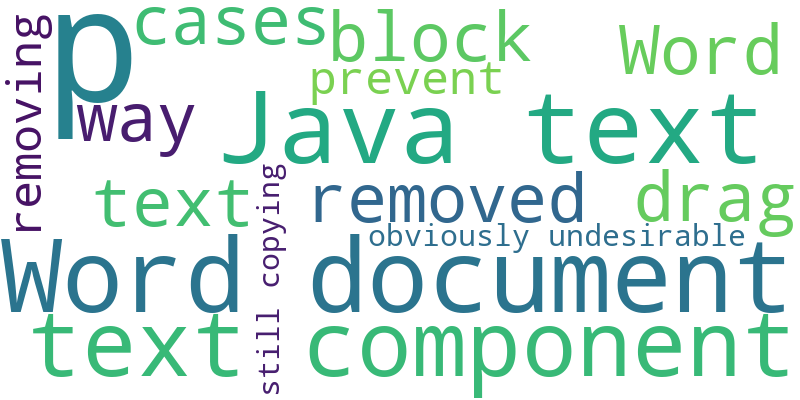 p
cases
block
Word
removing
prevent
way
Java text
text
removed
drag
still copying
obviously undesirable
Word document
text component